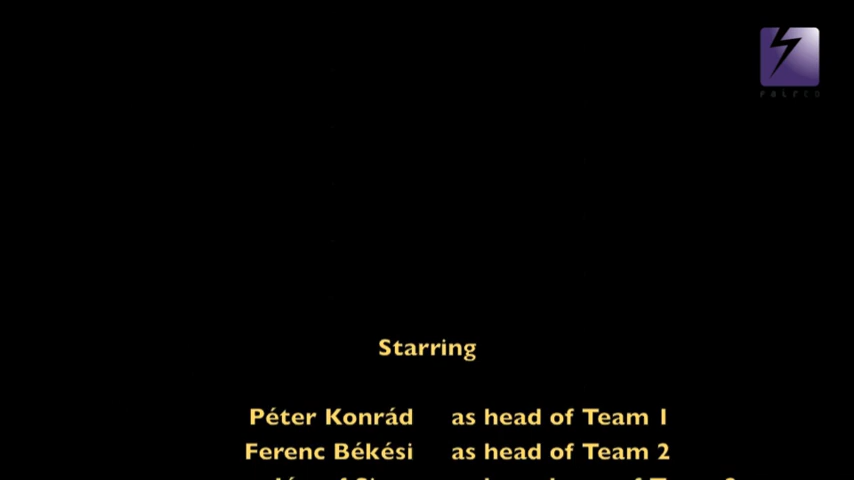 Starring
Péter Konrád as head of Team 1
Ferenc Békési as head of Team 2